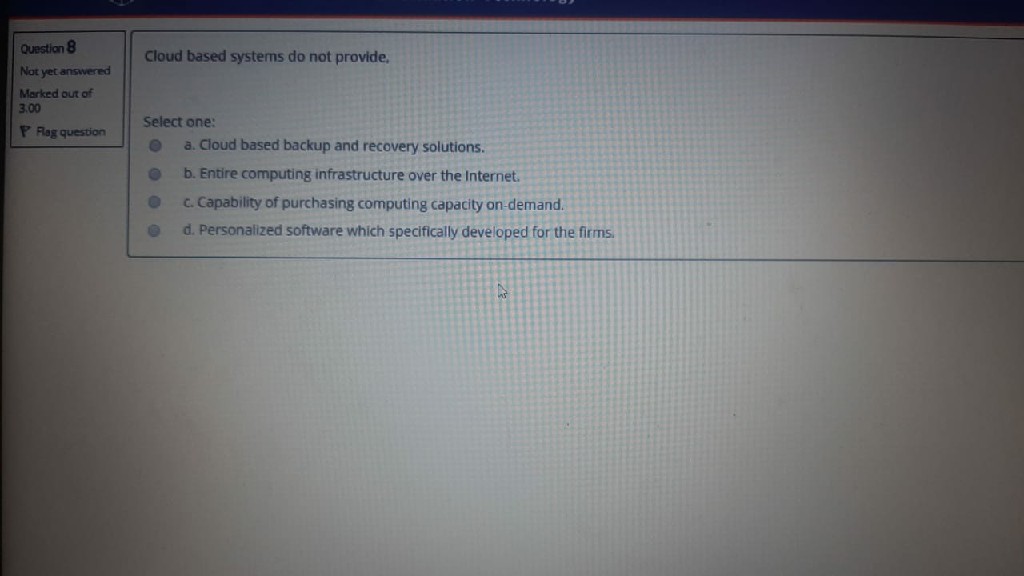 Question 8
Not yet answered
Marked out of
3.00
Flag question
Cloud based systems do not provide,
Select one:
a. Cloud based backup and recovery solutions.
b. Entire computing infrastructure over the Internet.
c. Capability of purchasing computing capacity on-demand.
d. Personalized software which specifically developed for the firms.